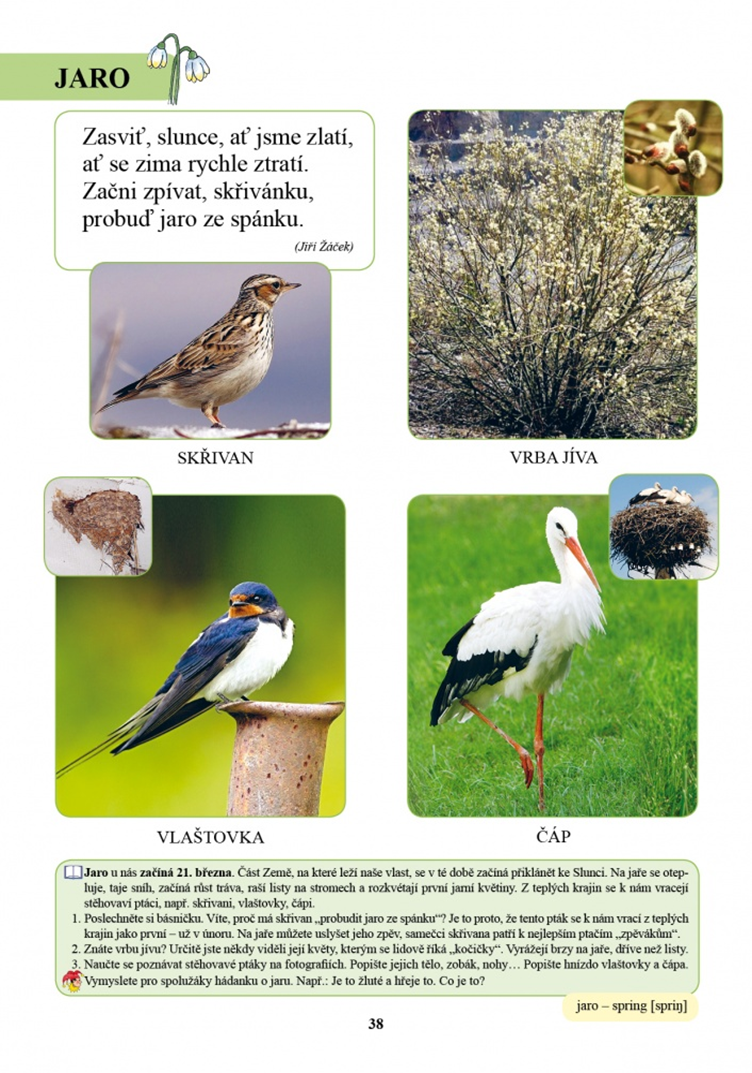 JARO
Zasviť, slunce, ať jsme zlatí,
ať se zima rychle ztratí.
Začni zpívat, skřivánku,
probuď jaro ze spánku.
(Jiří Žáček)
SKŘIVAN
VRBA JÍVA
VLAŠTOVKA
ČÁP
Jaro u nás začíná 21. března. Část Země, na které leží naše vlast, se v té době začíná přiklánět ke Slunci. Na jaře se otep-
luje, taje sníh, začíná růst tráva, raší listy na stromech a rozkvétají první jarní květiny. Z teplých krajin se k nám vracejí
stěhovaví ptáci, např. skřivani, vlaštovky, čápi.
1. Poslechněte si básničku. Víte, proč má skřivan „probudit jaro ze spánku“? Je to proto, že tento pták se k nám vrací z teplých
krajin jako první – už v únoru. Na jaře můžete uslyšet jeho zpěv, samečci skřivana patří k nejlepším ptačím „zpěvákům“.
2. Znáte vrbu jívu? Určitě jste někdy viděli její květy, kterým se lidově říká „kočičky“. Vyrážejí brzy na jaře, dříve než listy.
3. Naučte se poznávat stěhovavé ptáky na fotografiích. Popište jejich tělo, zobák, nohy… Popište hnízdo vlaštovky a čápa.
Vymyslete pro spolužáky hádanku o jaru. Např.: Je to žluté a hřeje to. Co je to?
jaro – spring [spriŋ]
38